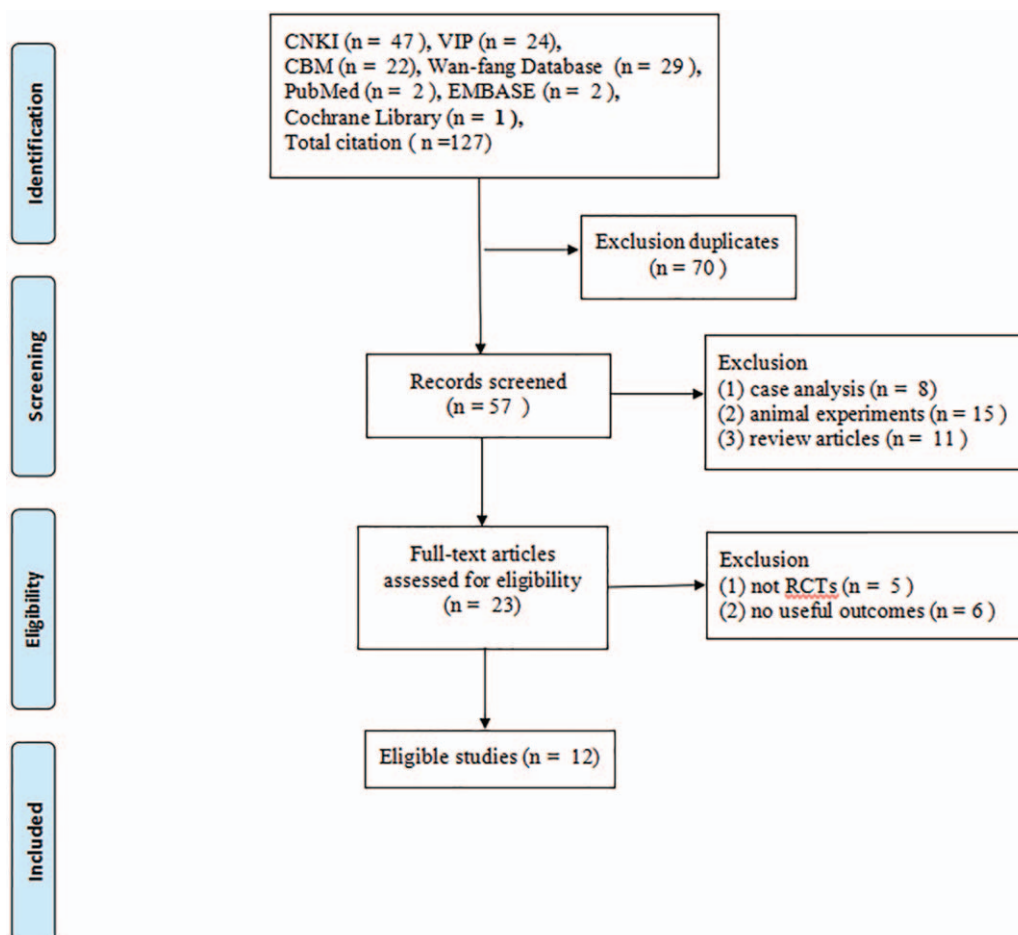 Identification
CNKI (n = 47), VIP (n = 24),
CBM (n = 22), Wan-fang Database (n = 29),
PubMed (n = 2), EMBASE (n = 2),
Cochrane Library (n = 1),
Total citation ( n =127)
Exclusion duplicates
(n = 70 )
Screening
Records screened
(n = 57 )
Exclusion
(1) case analysis (n = 8)
(2) animal experiments (n = 15 )
(3) review articles (n = 11 )
Eligibility
Full-text articles
assessed for eligibility
(n = 23)
Exclusion
(1) not RCTs (n = 5 )
(2) no useful outcomes (n = 6 )
Included
Eligible studies (n = 12)